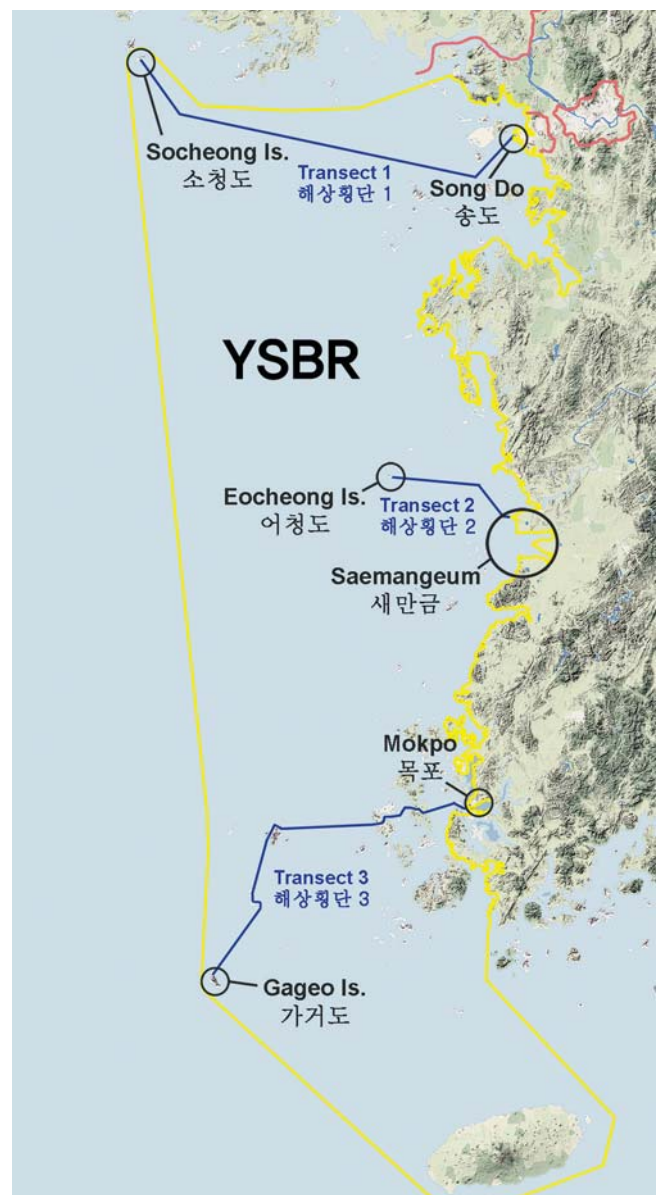 Socheong Is.
소청도
Transect 1
해상횡단 1
Song Do
송도
YSBR
Eocheong Is.
어청도
Transect 2
해상횡단 2
Saemangeum
새만금
Mokpo
목포
Transect 3
해상횡단 3
Gageo Is.
가거도